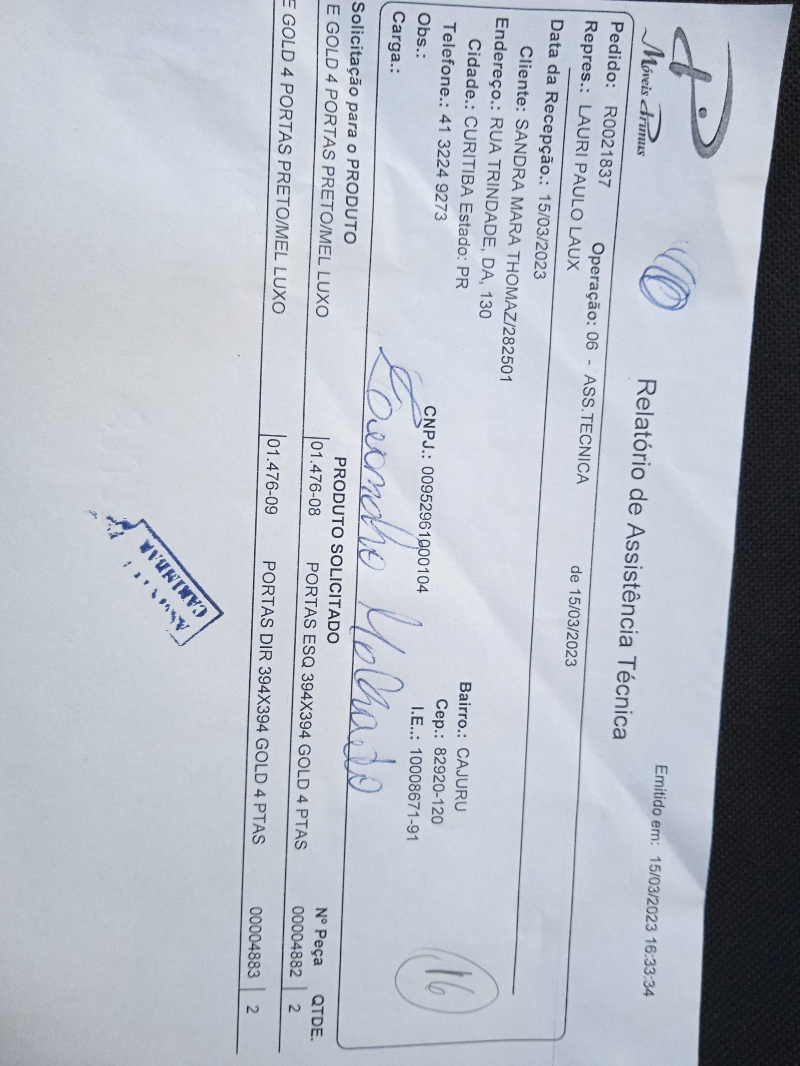 Móveis Primus
Relatório de Assistência Técnica
Emitido em: 15/03/2023 16:33:34
Pedido: R0021837 Operação: 06 - ASS.TECNICA de 15/03/2023
Repres.: LAURI PAULO LAUX
Data da Recepção.: 15/03/2023
Cliente: SANDRA MARA THOMAZ/282501
Endereço.: RUA TRINDADE, DA, 130 Bairro.: CAJURU
Cidade.: CURITIBA Estado: PR Cep.: 82920-120
Telefone.: 41 3224 9273 CNPJ.: 00952961000104 I.E..: 10008671-91
Obs.:
Carga.:
16
Solicitação para o PRODUTO PRODUTO SOLICITADO Nº Peça QTDE.
E GOLD 4 PORTAS PRETO/MEL LUXO 01.476-08 PORTAS ESQ 394X394 GOLD 4 PTAS 00004882 2
E GOLD 4 PORTAS PRETO/MEL LUXO 01.476-09 PORTAS DIR 394X394 GOLD 4 PTAS 00004883 2
CARIMBAR